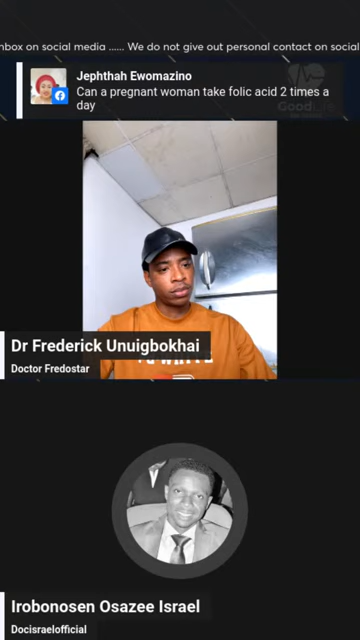 nbox on social media ...... We do not give out personal contact on social
Jephthah Ewomazino
Can a pregnant woman take folic acid 2 times a
day
Good
Dr Frederick Unuigbokhai
Doctor Fredostar
Irobonosen Osazee Israel
Docisraelofficial